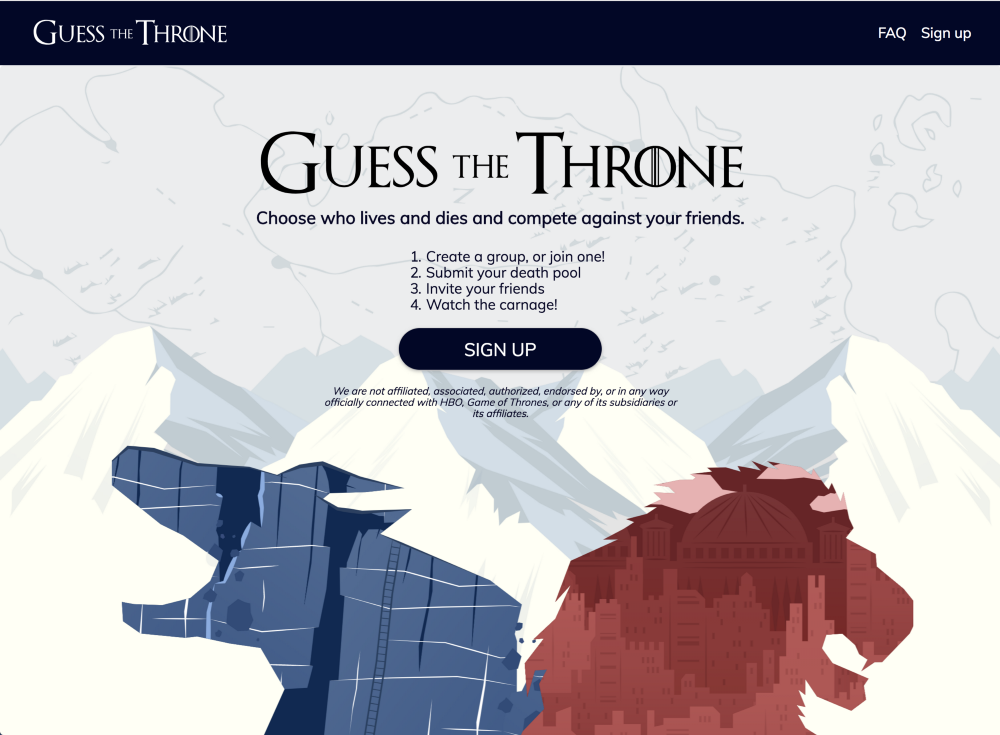 GUESS THE THRONE
FAQ Sign up
GUESS THE THRONE
Choose who lives and dies and compete against your friends.
1. Create a group, or join one!
2. Submit your death pool
3. Invite your friends
4. Watch the carnage!
SIGN UP
We are not affiliated, associated, authorized, endorsed by, or in any way
officially connected with HBO, Game of Thrones, or any of its subsidiaries or
its affiliates.